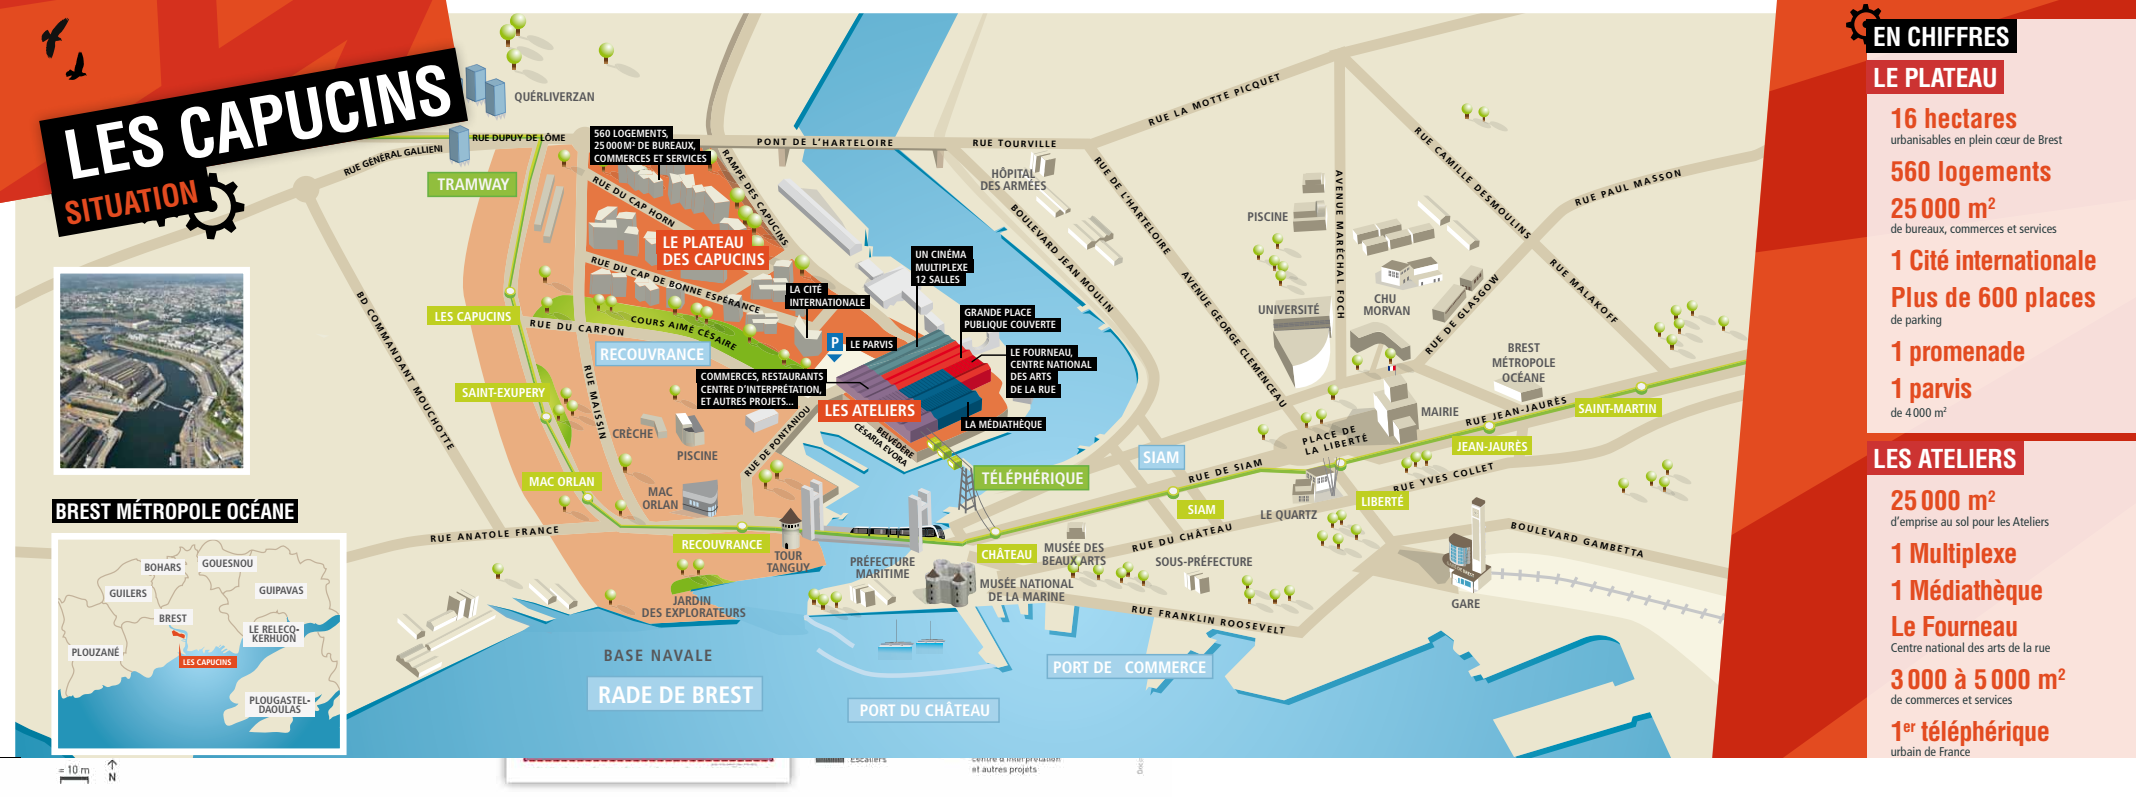 LES CAPUCINS
SITUATION
BREST MÉTROPOLE OCÉANE
BOHARS
GOUESNOU
GUILERS
GUIPAVAS
BREST
LE RELECQ-
KERHUON
PLOUZANÉ
LES CAPUCINS
PLOUGASTEL-
DAOULAS
= 10 m
N
QUÉRLIVERZAN
RUE DUPUY DE LÔME
RUE GÉNÉRAL GALLIENI
TRAMWAY
560 LOGEMENTS,
25 000 M² DE BUREAUX,
COMMERCES ET SERVICES
RAMPE DES CAPUCINS
PONT DE L'HARTELOIRE
RUE TOURVILLE
RUE LA MOTTE PICQUET
RUE DU CAP HORN
LE PLATEAU
DES CAPUCINS
RUE DU CAP DE BONNE ESPÉRANCE
LA CITÉ
INTERNATIONALE
UN CINÉMA
MULTIPLEXE
12 SALLES
GRANDE PLACE
PUBLIQUE COUVERTE
LE FOURNEAU,
CENTRE NATIONAL
DES ARTS
DE LA RUE
LA MÉDIATHÈQUE
P
LE PARVIS
COMMERCES, RESTAURANTS
CENTRE D'INTERPRÉTATION,
ET AUTRES PROJETS...
LES ATELIERS
BELVÉDÈRE
CÉSARIA EVORA
TÉLÉPHÉRIQUE
BD COMMANDANT MOUCHOTTE
LES CAPUCINS
RUE DU CARPON
COURS AIMÉ CÉSAIRE
RECOUVRANCE
SAINT-EXUPERY
RUE MAISSIN
CRÈCHE
PISCINE
RUE DE PONTANIOU
MAC ORLAN
MAC
ORLAN
RUE ANATOLE FRANCE
RECOUVRANCE
TOUR
TANGUY
JARDIN
DES EXPLORATEURS
PRÉFECTURE
MARITIME
CHÂTEAU
MUSÉE DES
BEAUX ARTS
MUSÉE NATIONAL
DE LA MARINE
BASE NAVALE
RADE DE BREST
PORT DU CHÂTEAU
PORT DE COMMERCE
HÔPITAL
DES ARMÉES
BOULEVARD JEAN MOULIN
RUE DE L'HARTELOIRE
AVENUE GEORGE CLEMENCEAU
AVENUE MARÉCHAL FOCH
PISCINE
UNIVERSITÉ
RUE CAMILLE DESMOULINS
RUE PAUL MASSON
CHU
MORVAN
RUE DE GLASGOW
RUE MALAKOFF
BREST
MÉTROPOLE
OCÉANE
MAIRIE
RUE JEAN-JAURÈS
SAINT-MARTIN
JEAN-JAURÈS
PLACE DE
LA LIBERTÉ
SIAM
RUE DE SIAM
SIAM
LE QUARTZ
LIBERTÉ
RUE YVES COLLET
RUE DU CHÂTEAU
SOUS-PRÉFECTURE
RUE FRANKLIN ROOSEVELT
BOULEVARD GAMBETTA
GARE
EN CHIFFRES
LE PLATEAU
16 hectares
urbanisables en plein cœur de Brest
560 logements
25 000 m²
de bureaux, commerces et services
1 Cité internationale
Plus de 600 places
de parking
1 promenade
1 parvis
de 4 000 m²
LES ATELIERS
25 000 m²
d'emprise au sol pour les Ateliers
1 Multiplexe
1 Médiathèque
Le Fourneau
Centre national des arts de la rue
3 000 à 5 000 m²
de commerces et services
1er téléphérique
urbain de France
Escaliers
centre d'interprétation
et autres projets